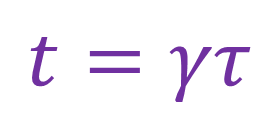 𝑡 = 𝛾𝜏